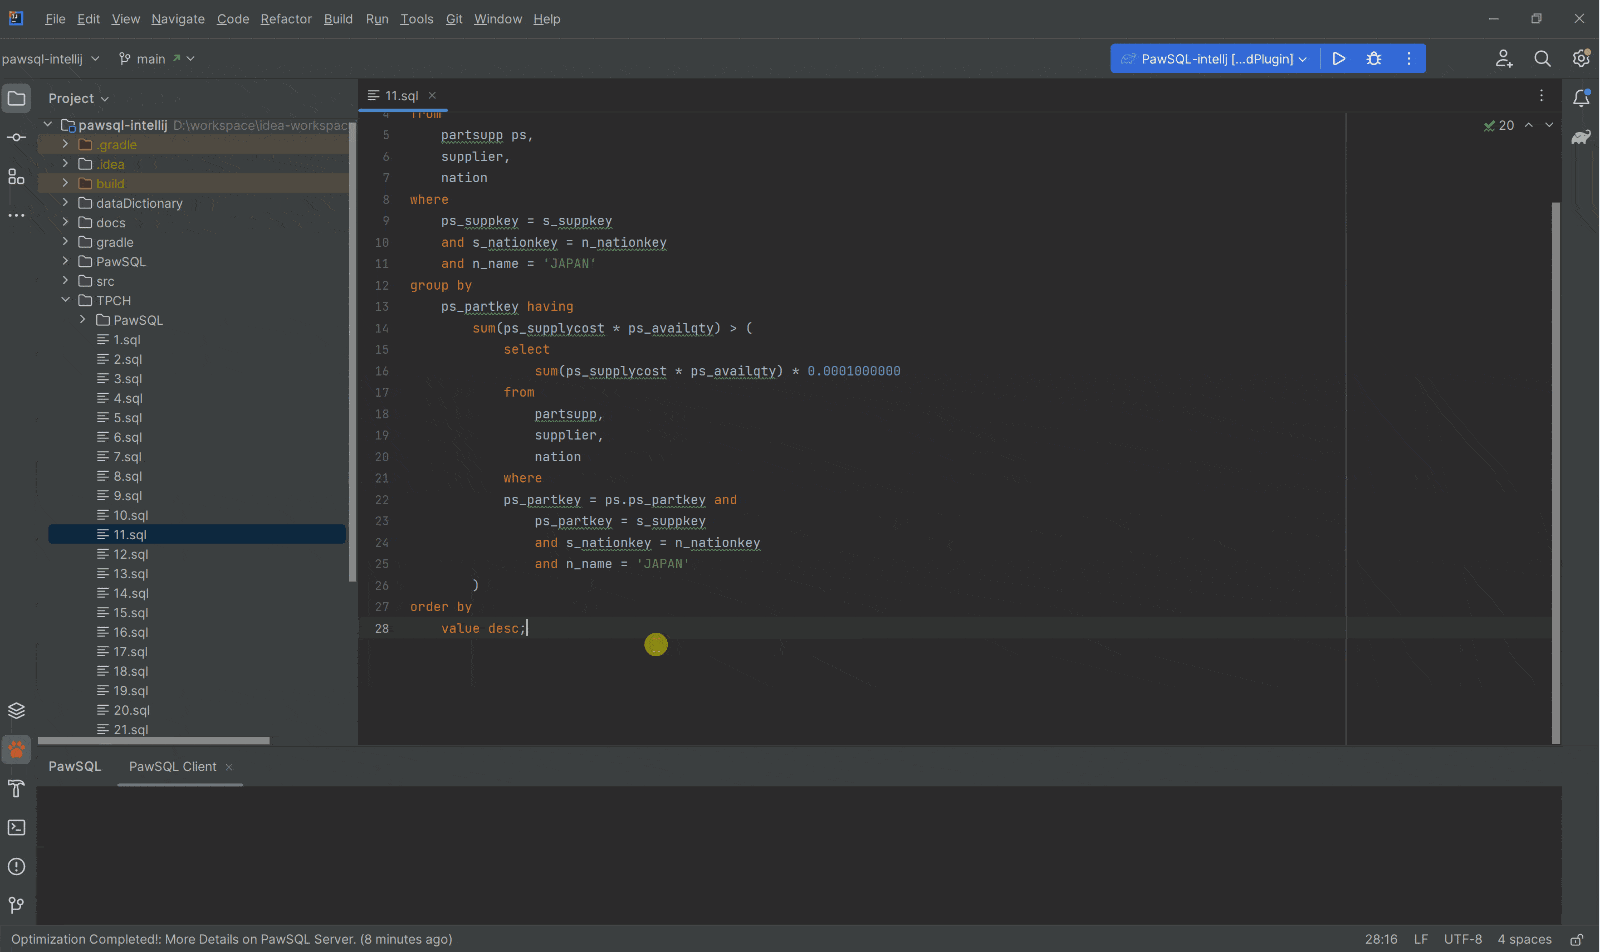 File Edit View Navigate Code Refactor Build Run Tools Git Window Help
pawsql-intellij main PawSQL-intellj [...dPlugin]
Project
pawsql-intellij D:\workspace\idea-workspac
.gradle
.idea
build
dataDictionary
docs
gradle
PawSQL
src
TPCH
PawSQL
1.sql
2.sql
3.sql
4.sql
5.sql
6.sql
7.sql
8.sql
9.sql
10.sql
11.sql
12.sql
13.sql
14.sql
15.sql
16.sql
17.sql
18.sql
19.sql
20.sql
21.sql
11.sql
20
4 from
5 partsupp ps,
6 supplier,
7 nation
8 where
9 ps_suppkey = s_suppkey
10 and s_nationkey = n_nationkey
11 and n_name = 'JAPAN'
12 group by
13 ps_partkey having
14 sum(ps_supplycost * ps_availqty) > (
15 select
16 sum(ps_supplycost * ps_availqty) * 0.0001000000
17 from
18 partsupp,
19 supplier,
20 nation
21 where
22 ps_partkey = ps.ps_partkey and
23 ps_partkey = s_suppkey
24 and s_nationkey = n_nationkey
25 and n_name = 'JAPAN'
26 )
27 order by
28 value desc;
PawSQL PawSQL Client
Optimization Completed!: More Details on PawSQL Server. (8 minutes ago)
28:16 LF UTF-8 4 spaces